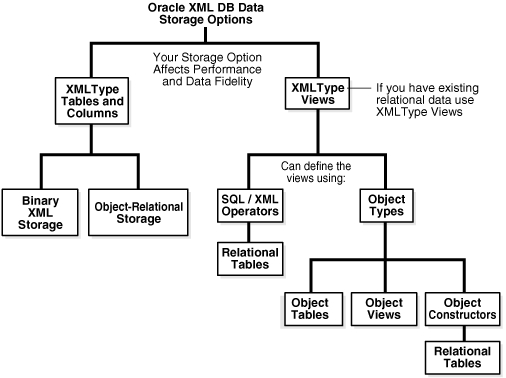 Oracle XML DB Data
Storage Options
Your Storage Option
Affects Performance
and Data Fidelity
XMLType
Tables and
Columns
XMLType
Views
If you have existing
relational data use
XMLType Views
Can define the
views using:
Binary
XML
Storage
Object-Relational
Storage
SQL / XML
Operators
Object
Types
Relational
Tables
Object
Tables
Object
Views
Object
Constructors
Relational
Tables